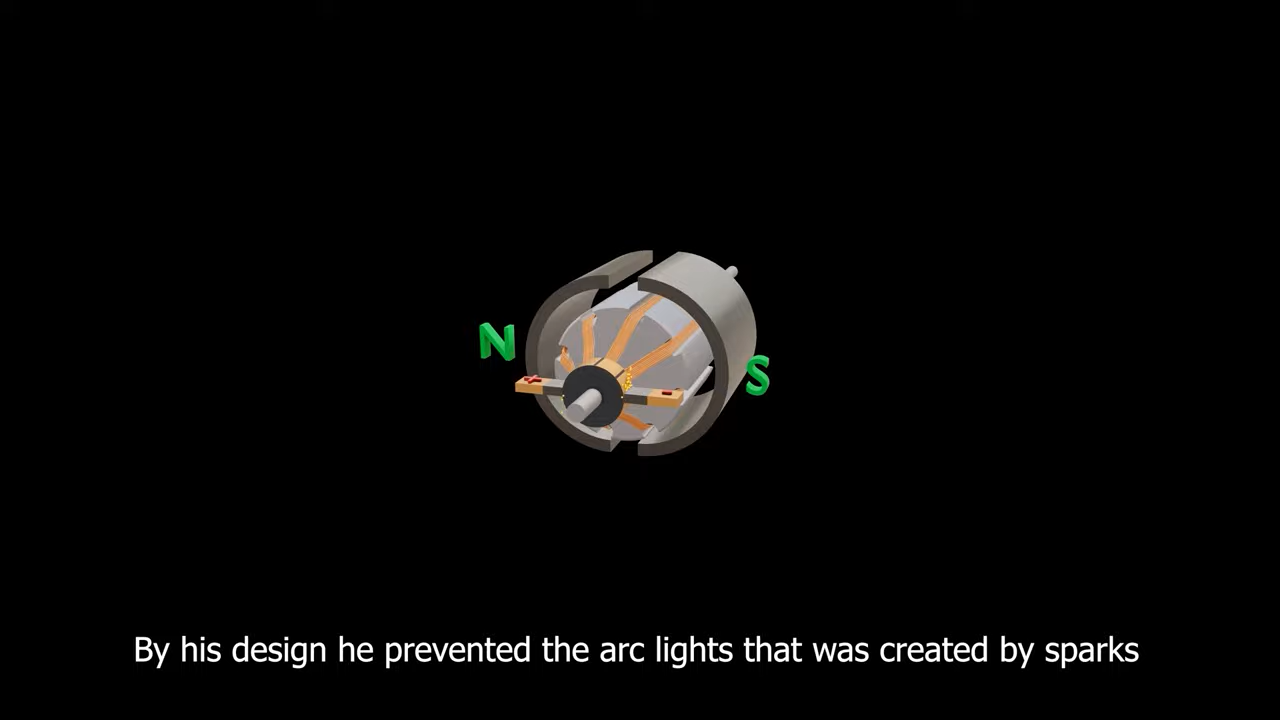 N
S
+
-
By his design he prevented the arc lights that was created by sparks